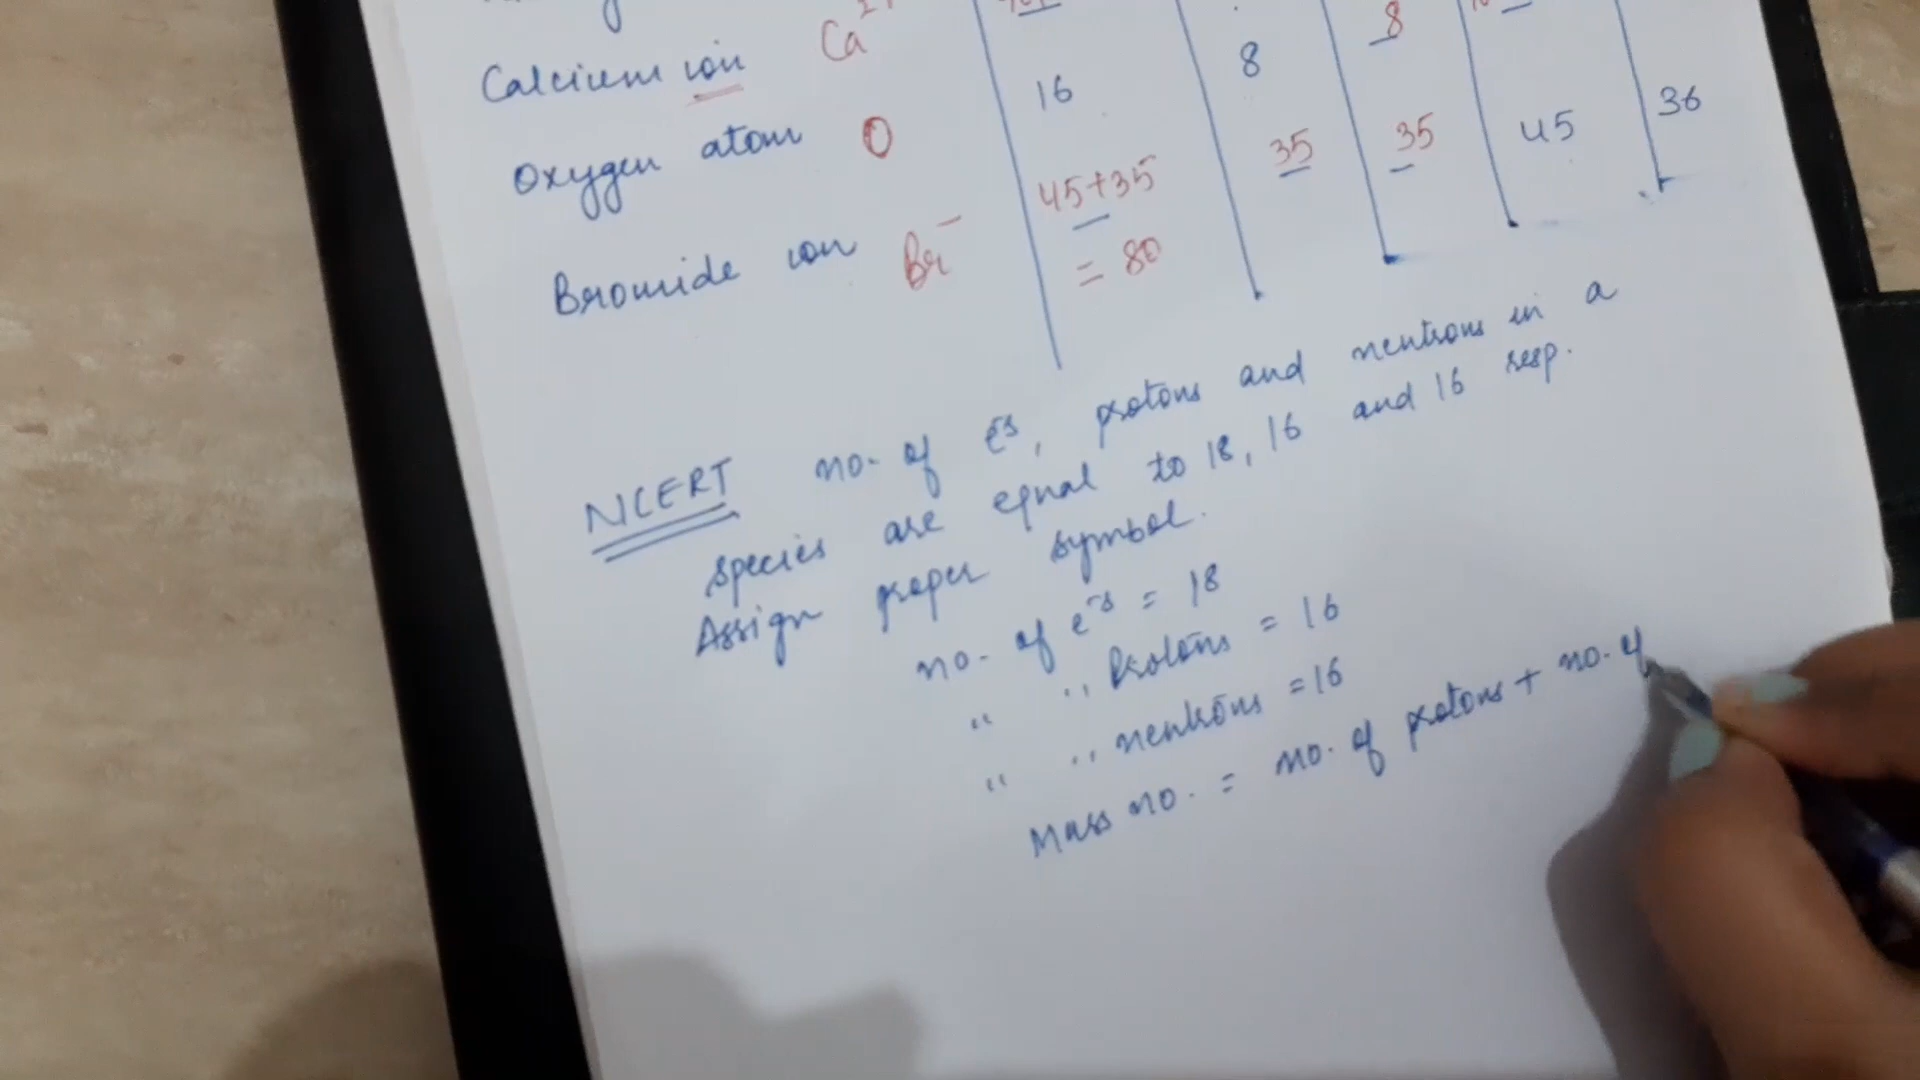 Calcium ion Ca 2+ 8
Oxygen atom O 16 8
Bromide ion Br⁻ 45+35 35 35 45 36
= 80
NCERT no. of e⁻s, protons and neutrons in a
species are equal to 18, 16 and 16 resp.
Assign proper symbol.
no. of e⁻s = 18
" " Protons = 16
" " neutrons = 16
Mass no. = no. of protons + no. of